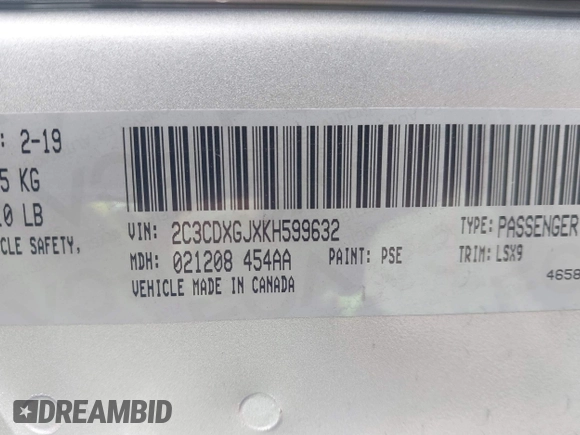 : 2-19
5 KG
0 LB
CLE SAFETY,
VIN: 2C3CDXGJXKH599632
TYPE: PASSENGER
MDH: 021208 454AA
PAINT: PSE
TRIM: LSX9
VEHICLE MADE IN CANADA
4658
DREAMBID